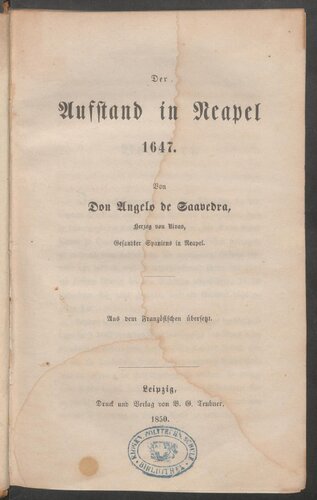 Der
Aufstand in Neapel
1647.
Von
Don Angelo de Saavedra,
Herzog von Rivas,
Gesandter Spaniens in Neapel.
Aus dem Französischen übersetzt.
Leipzig,
Druck und Verlag von B. G. Teubner.
1850.
BIBLIOTHEK